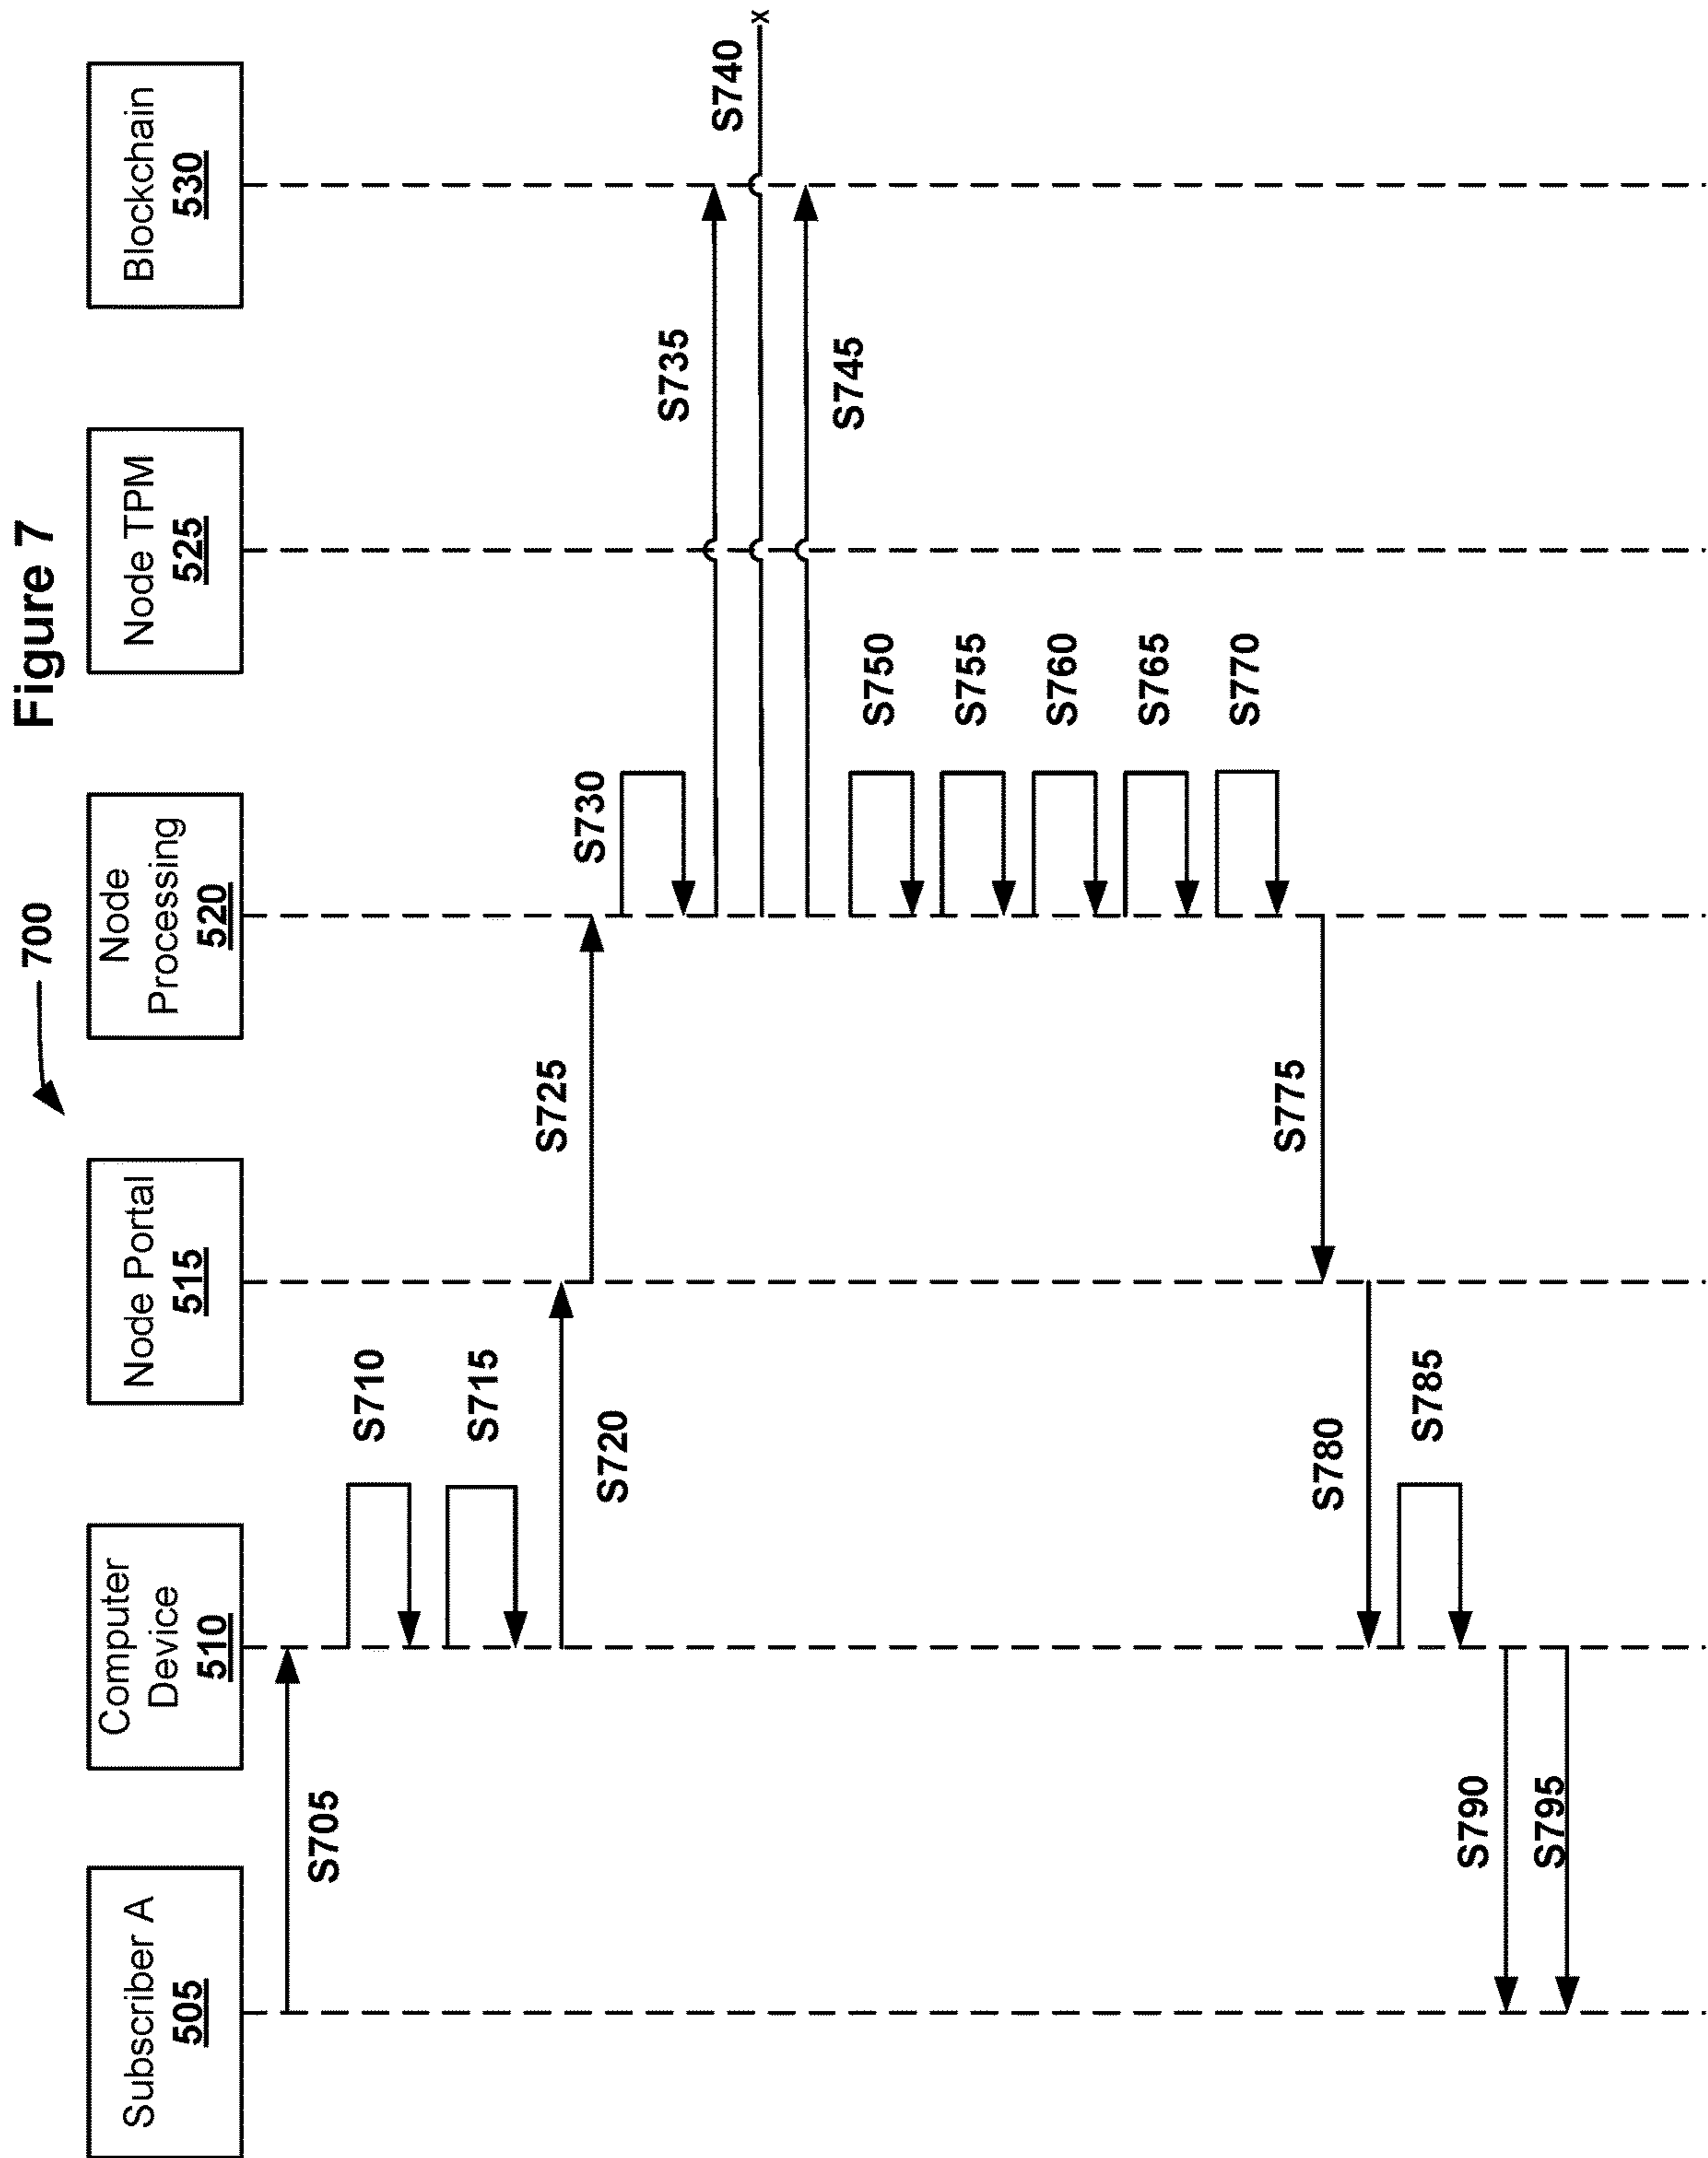 Figure 7
700
Subscriber A
505
Computer
Device
510
Node Portal
515
Node
Processing
520
Node TPM
525
Blockchain
530
S705
S710
S715
S720
S725
S730
S735
S740
x
S745
S750
S755
S760
S765
S770
S775
S780
S785
S790
S795